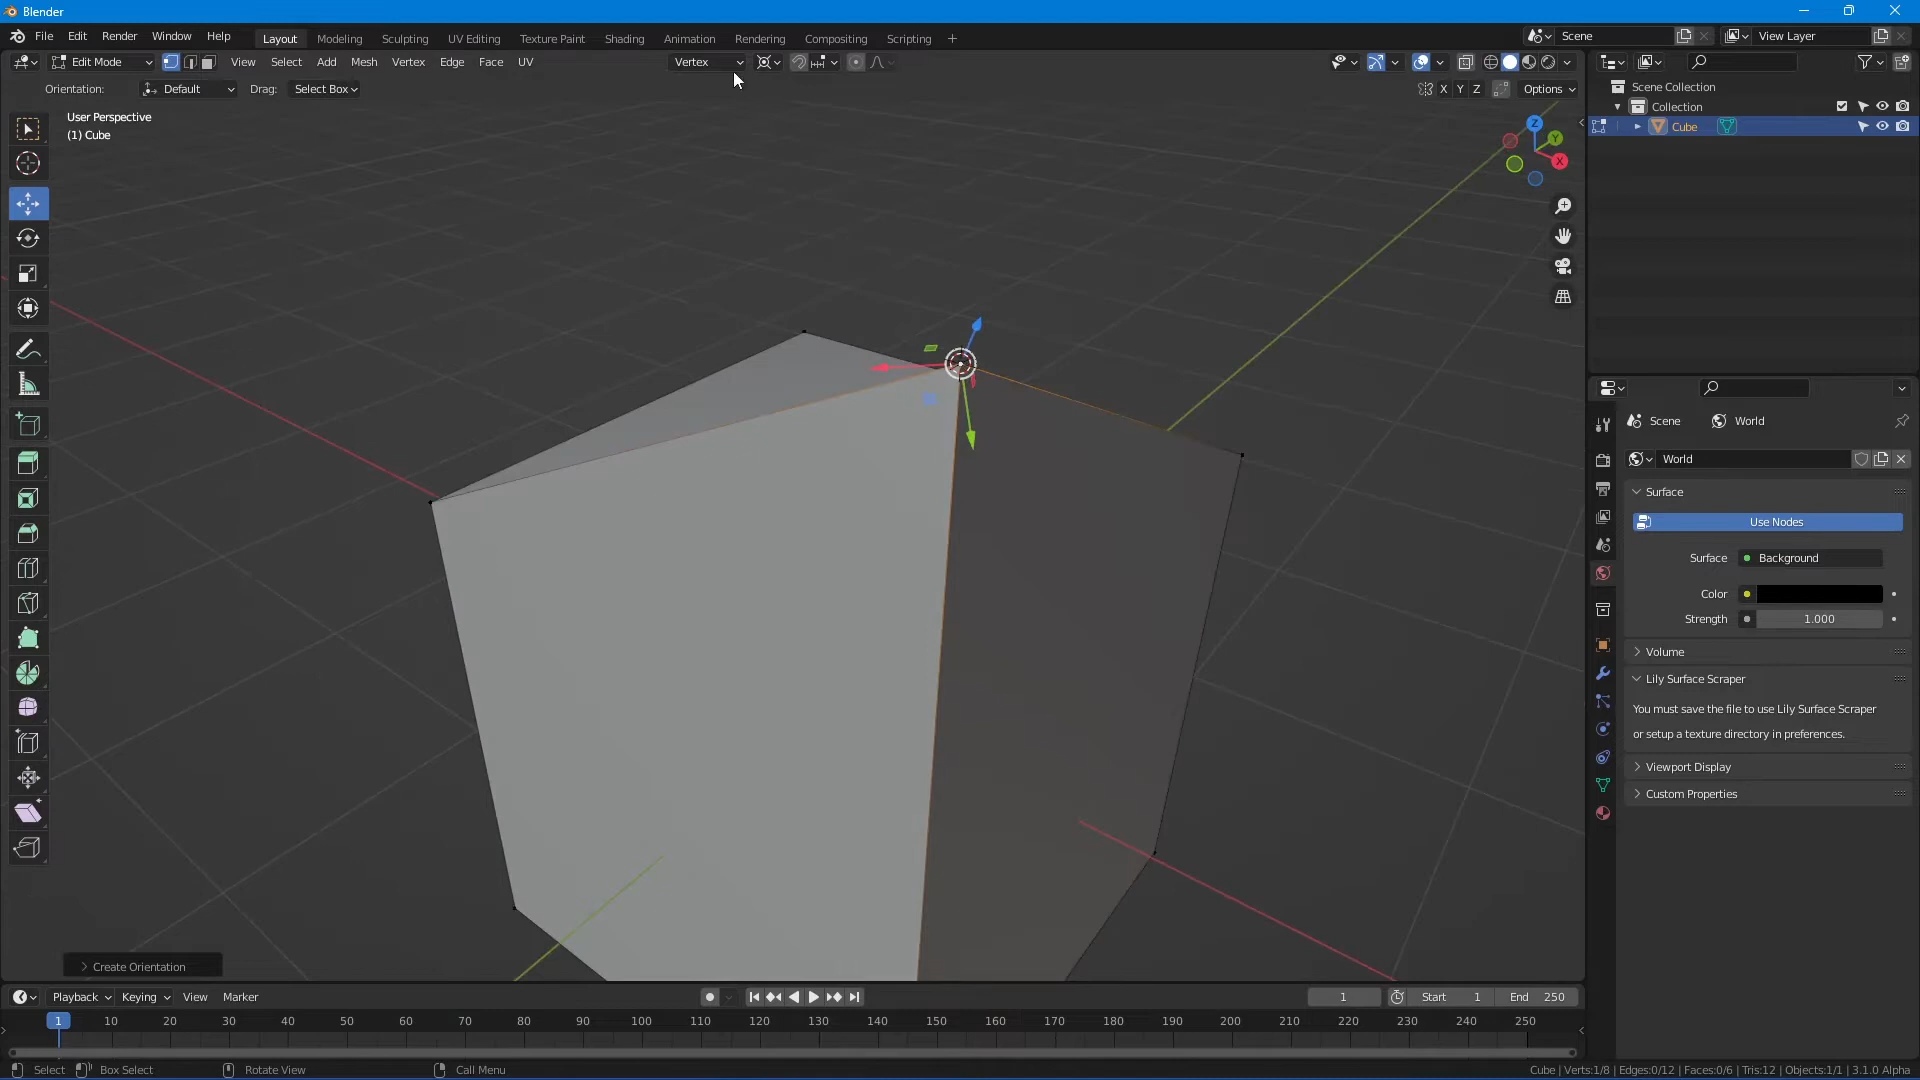 Blender
File Edit Render Window Help Layout Modeling Sculpting UV Editing Texture Paint Shading Animation Rendering Compositing Scripting Scene View Layer
Edit Mode View Select Add Mesh Vertex Edge Face UV Vertex
Orientation: Default Drag: Select Box X Y Z Options
Scene Collection
Collection
Cube
User Perspective
(1) Cube
Z
Y
X
Scene World
World
Surface
Use Nodes
Surface Background
Color
Strength 1.000
Volume
Lily Surface Scraper
You must save the file to use Lily Surface Scraper
or setup a texture directory in preferences.
Viewport Display
Custom Properties
Create Orientation
Playback Keying View Marker 1 Start 1 End 250
1 10 20 30 40 50 60 70 80 90 100 110 120 130 140 150 160 170 180 190 200 210 220 230 240 250
Select Box Select Rotate View Call Menu Cube | Verts:1/8 | Edges:0/12 | Faces:0/6 | Tris:12 | Objects:1/1 | 3.1.0 Alpha